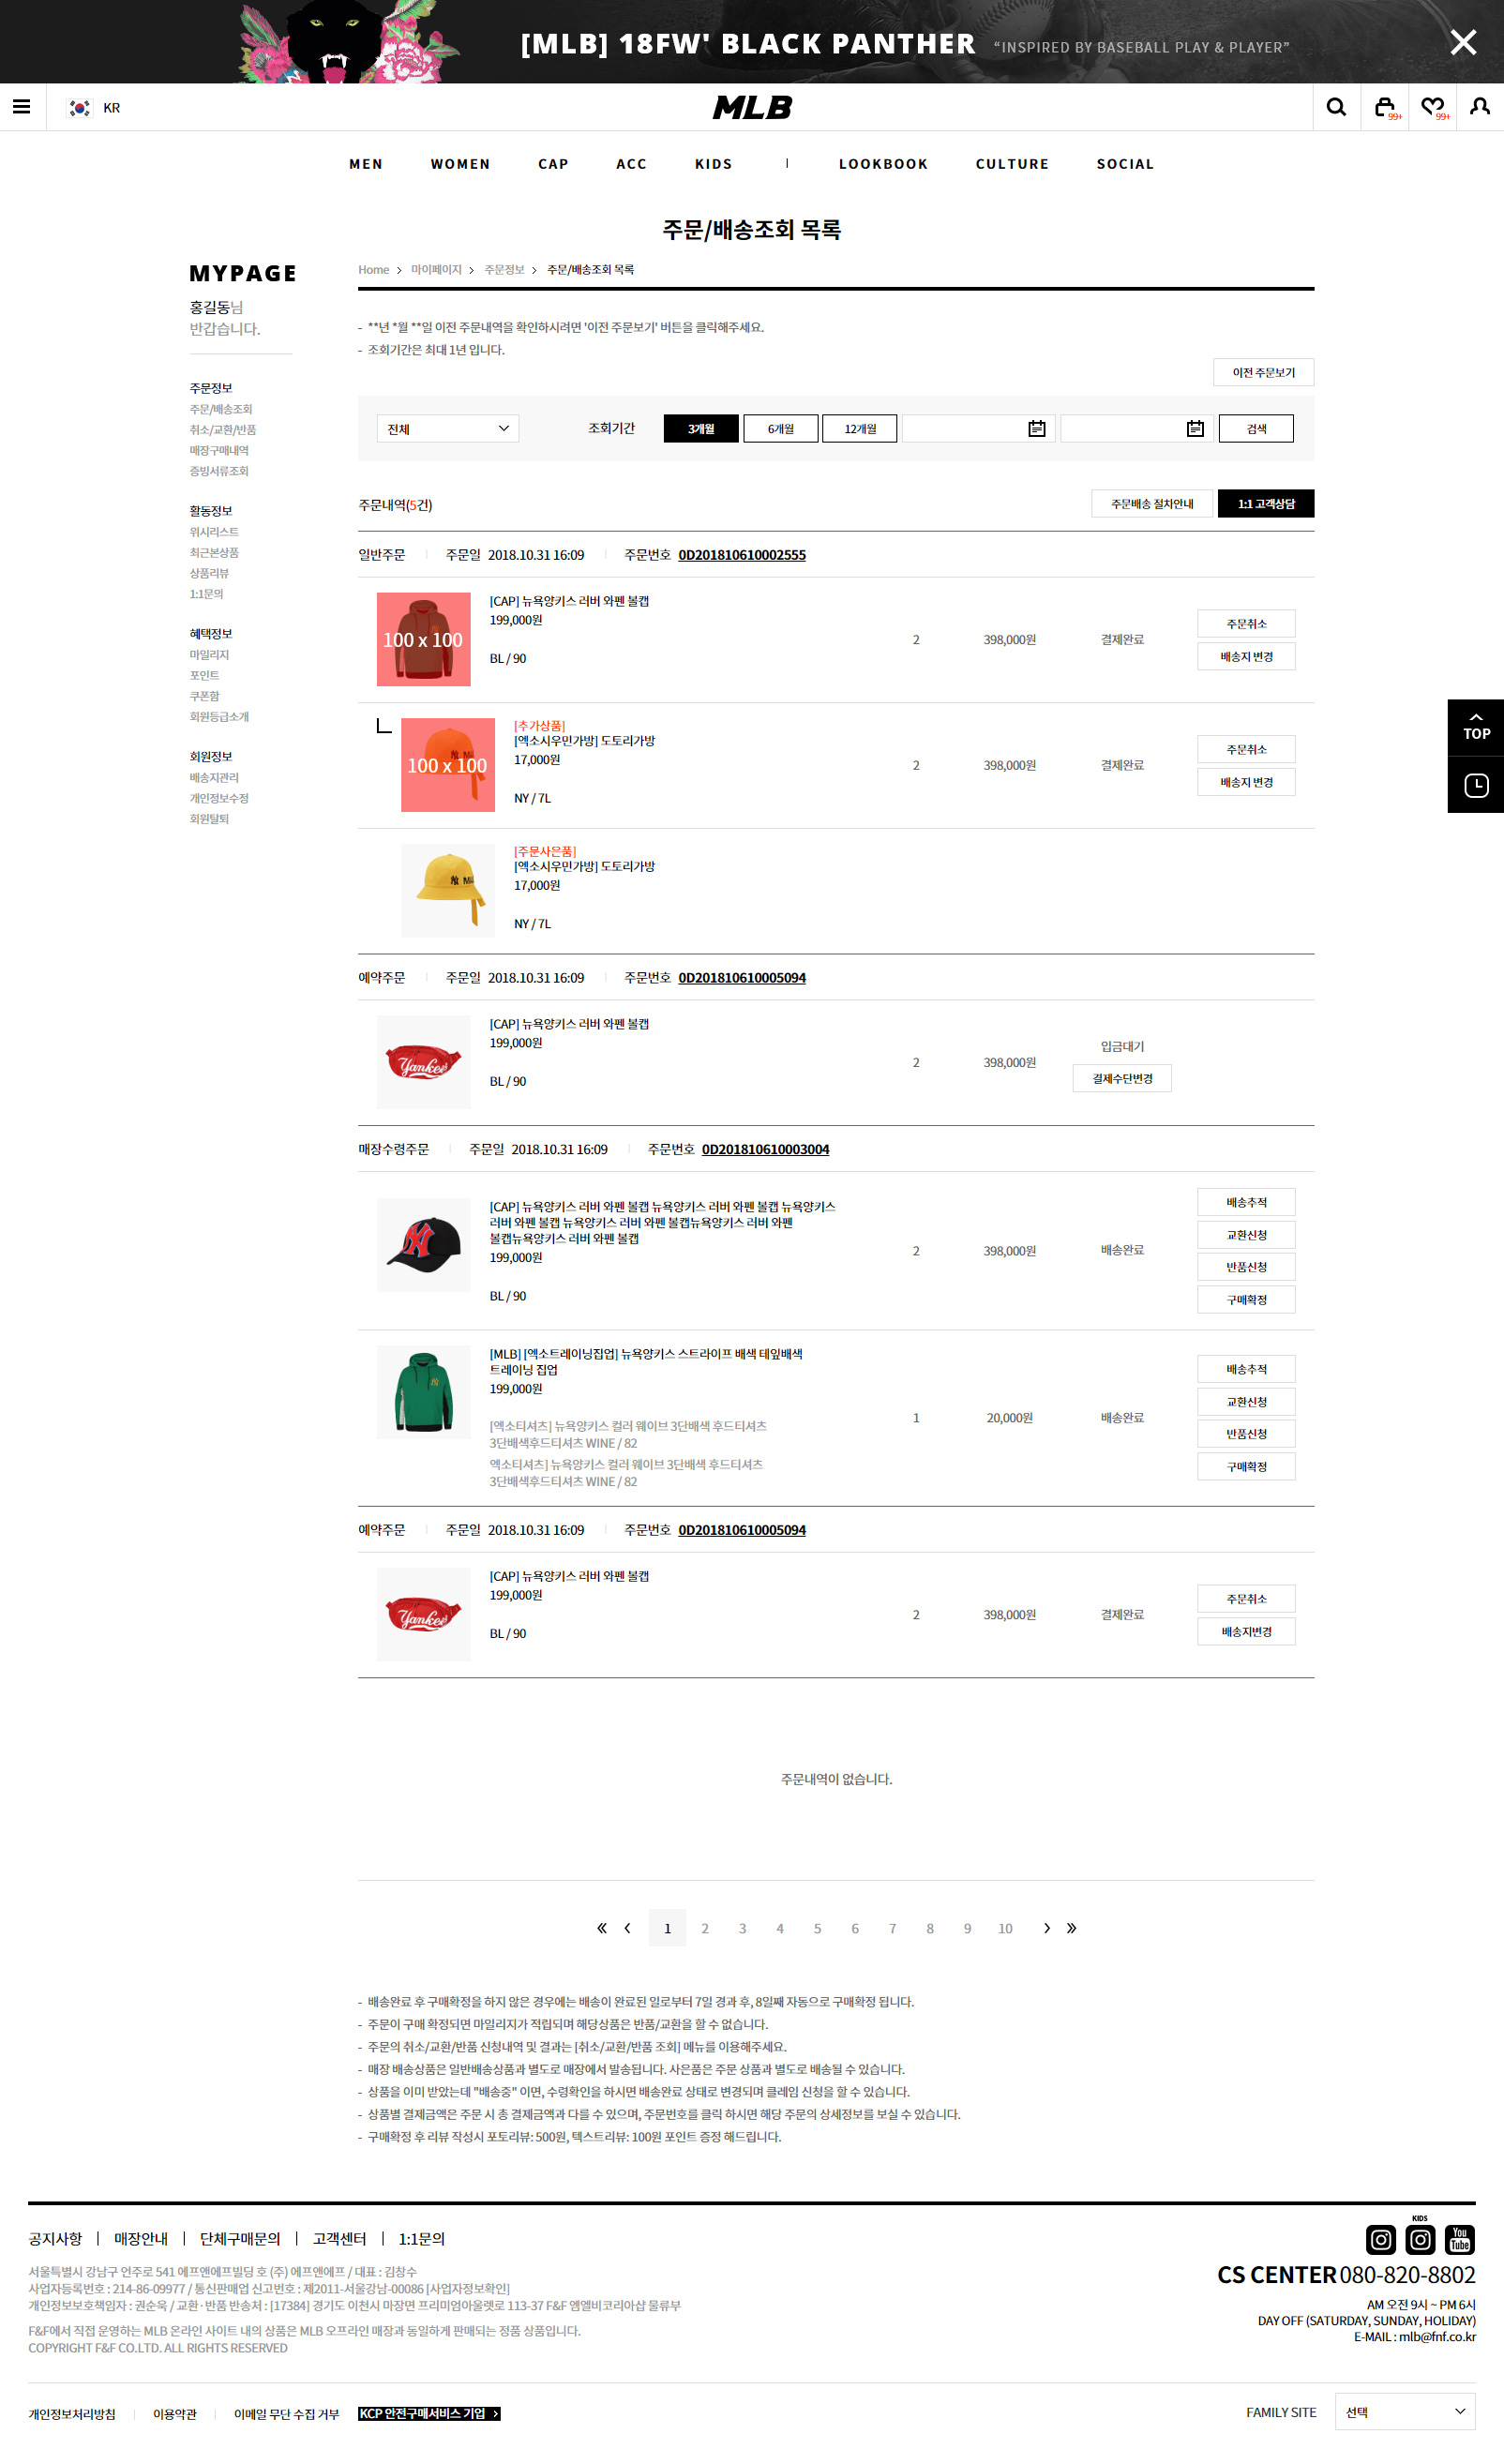 [MLB] 18FW' BLACK PANTHER “INSPIRED BY BASEBALL PLAY & PLAYER”
KR
MLB
99+
99+
MEN WOMEN CAP ACC KIDS LOOKBOOK CULTURE SOCIAL
주문/배송조회 목록
MYPAGE
홍길동님
반갑습니다.
주문정보
주문/배송조회
취소/교환/반품
매장구매내역
증빙서류조회
활동정보
위시리스트
최근본상품
상품리뷰
1:1문의
혜택정보
마일리지
포인트
쿠폰함
회원등급소개
회원정보
배송지관리
개인정보수정
회원탈퇴
Home > 마이페이지 > 주문정보 > 주문/배송조회 목록
- **년 *월 **일 이전 주문내역을 확인하시려면 '이전 주문보기' 버튼을 클릭해주세요.
- 조회기간은 최대 1년 입니다.
이전 주문보기
전체 조회기간 3개월 6개월 12개월 검색
주문내역(5건) 주문배송 절차안내 1:1 고객상담
일반주문 주문일 2018.10.31 16:09 주문번호 0D201810610002555
100 x 100
[CAP] 뉴욕양키스 러버 와펜 볼캡
199,000원
BL / 90
2 398,000원 결제완료
주문취소
배송지 변경
100 x 100
[추가상품]
[엑소시우민가방] 도토리가방
17,000원
NY / 7L
2 398,000원 결제완료
주문취소
배송지 변경
[주문사은품]
[엑소시우민가방] 도토리가방
17,000원
NY / 7L
예약주문 주문일 2018.10.31 16:09 주문번호 0D201810610005094
Yankees
[CAP] 뉴욕양키스 러버 와펜 볼캡
199,000원
BL / 90
2 398,000원 입금대기
결제수단변경
매장수령주문 주문일 2018.10.31 16:09 주문번호 0D201810610003004
[CAP] 뉴욕양키스 러버 와펜 볼캡 뉴욕양키스 러버 와펜 볼캡 뉴욕양키스
러버 와펜 볼캡 뉴욕양키스 러버 와펜 볼캡뉴욕양키스 러버 와펜
볼캡뉴욕양키스 러버 와펜 볼캡
199,000원
BL / 90
2 398,000원 배송완료
배송추적
교환신청
반품신청
구매확정
[MLB] [엑소트레이닝집업] 뉴욕양키스 스트라이프 배색 테잎배색
트레이닝 집업
199,000원
[엑소티셔츠] 뉴욕양키스 컬러 웨이브 3단배색 후드티셔츠
3단배색후드티셔츠 WINE / 82
엑소티셔츠] 뉴욕양키스 컬러 웨이브 3단배색 후드티셔츠
3단배색후드티셔츠 WINE / 82
1 20,000원 배송완료
배송추적
교환신청
반품신청
구매확정
예약주문 주문일 2018.10.31 16:09 주문번호 0D201810610005094
Yankees
[CAP] 뉴욕양키스 러버 와펜 볼캡
199,000원
BL / 90
2 398,000원 결제완료
주문취소
배송지변경
주문내역이 없습니다.
1 2 3 4 5 6 7 8 9 10
- 배송완료 후 구매확정을 하지 않은 경우에는 배송이 완료된 일로부터 7일 경과 후, 8일째 자동으로 구매확정 됩니다.
- 주문이 구매 확정되면 마일리지가 적립되며 해당상품은 반품/교환을 할 수 없습니다.
- 주문의 취소/교환/반품 신청내역 및 결과는 [취소/교환/반품 조회] 메뉴를 이용해주세요.
- 매장 배송상품은 일반배송상품과 별도로 매장에서 발송됩니다. 사은품은 주문 상품과 별도로 배송될 수 있습니다.
- 상품을 이미 받았는데 "배송중" 이면, 수령확인을 하시면 배송완료 상태로 변경되며 클레임 신청을 할 수 있습니다.
- 상품별 결제금액은 주문 시 총 결제금액과 다를 수 있으며, 주문번호를 클릭 하시면 해당 주문의 상세정보를 보실 수 있습니다.
- 구매확정 후 리뷰 작성시 포토리뷰: 500원, 텍스트리뷰: 100원 포인트 증정 해드립니다.
TOP
공지사항 매장안내 단체구매문의 고객센터 1:1문의
서울특별시 강남구 언주로 541 에프앤에프빌딩 호 (주) 에프앤에프 / 대표 : 김창수
사업자등록번호 : 214-86-09977 / 통신판매업 신고번호 : 제2011-서울강남-00086 [사업자정보확인]
개인정보보호책임자 : 권순욱 / 교환·반품 반송처 : [17384] 경기도 이천시 마장면 프리미엄아울렛로 113-37 F&F 엠엘비코리아샵 물류부
F&F에서 직접 운영하는 MLB 온라인 사이트 내의 상품은 MLB 오프라인 매장과 동일하게 판매되는 정품 상품입니다.
COPYRIGHT F&F CO.LTD. ALL RIGHTS RESERVED
KIDS
You Tube
CS CENTER 080-820-8802
AM 오전 9시 ~ PM 6시
DAY OFF (SATURDAY, SUNDAY, HOLIDAY)
E-MAIL : mlb@fnf.co.kr
개인정보처리방침 이용약관 이메일 무단 수집 거부 KCP 안전구매서비스 기업 >
FAMILY SITE 선택